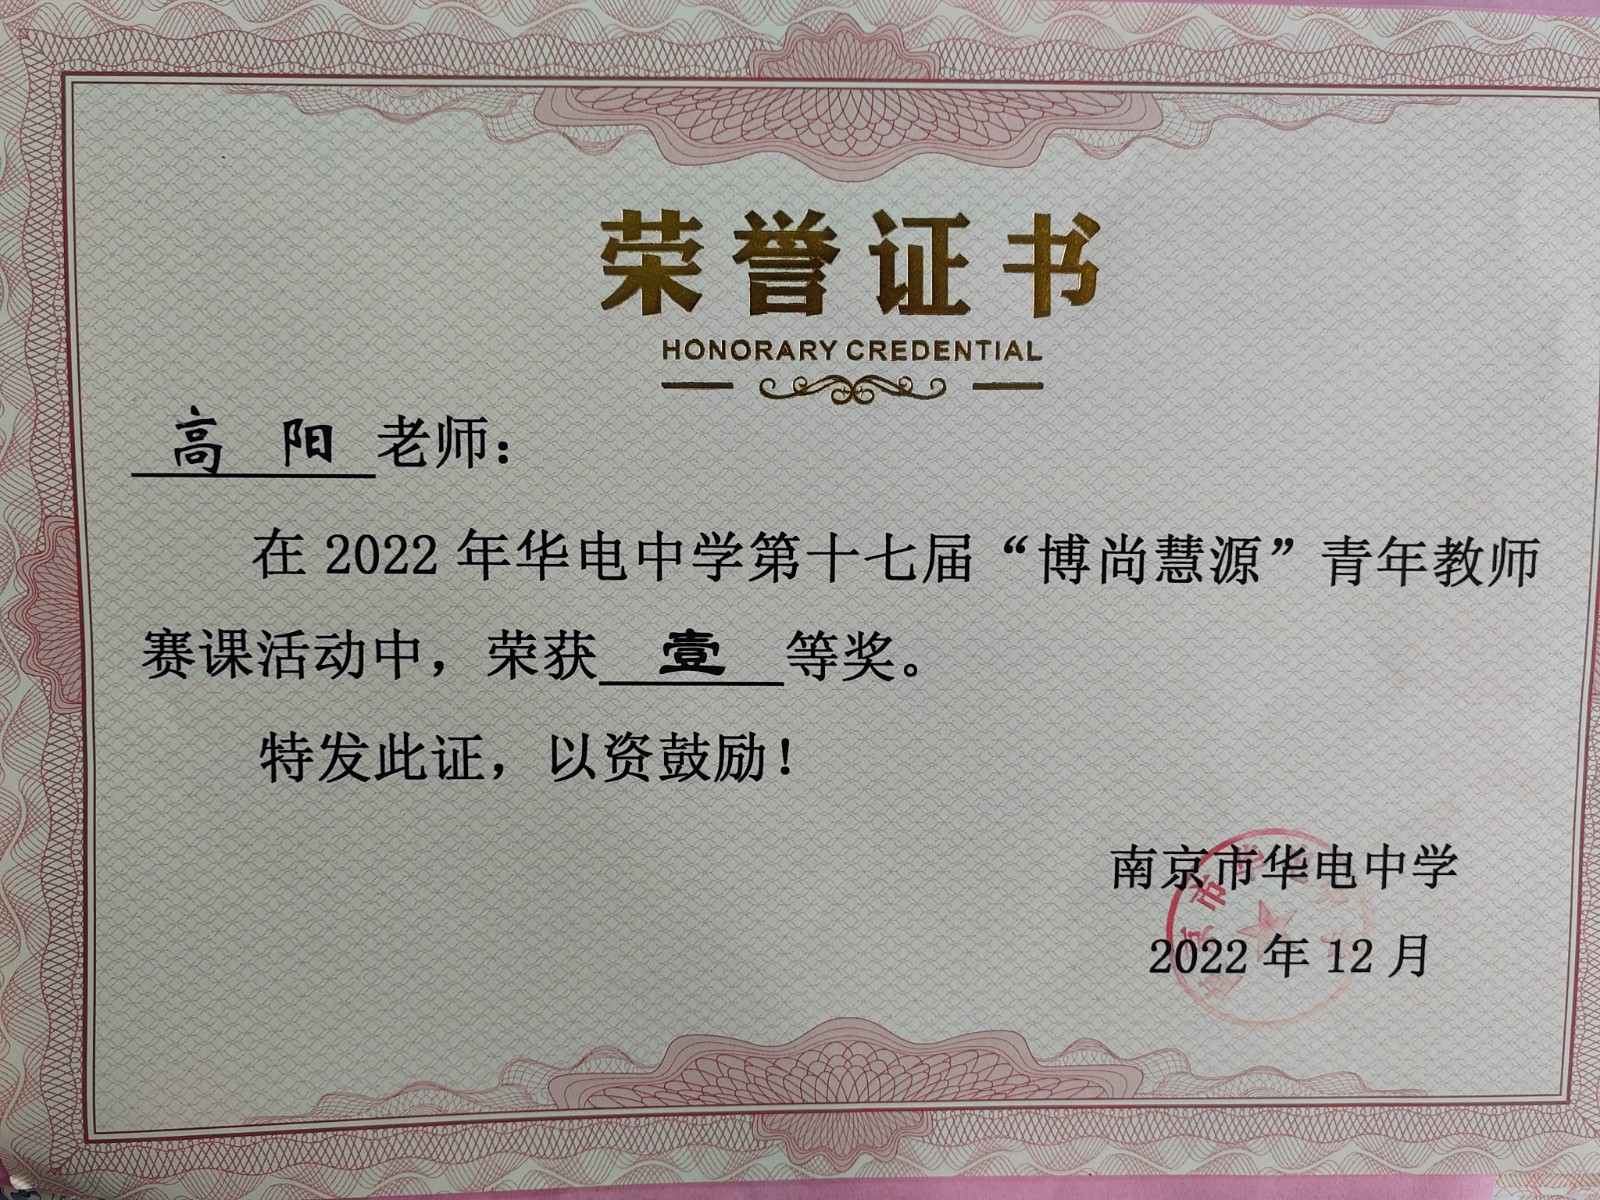 荣誉证书
HONORARY CREDENTIAL
高 阳 老师：
在 2022 年华电中学第十七届“博尚慧源”青年教师
赛课活动中，荣获 壹 等奖。
特发此证，以资鼓励！
南京市华电中学
2022 年 12 月